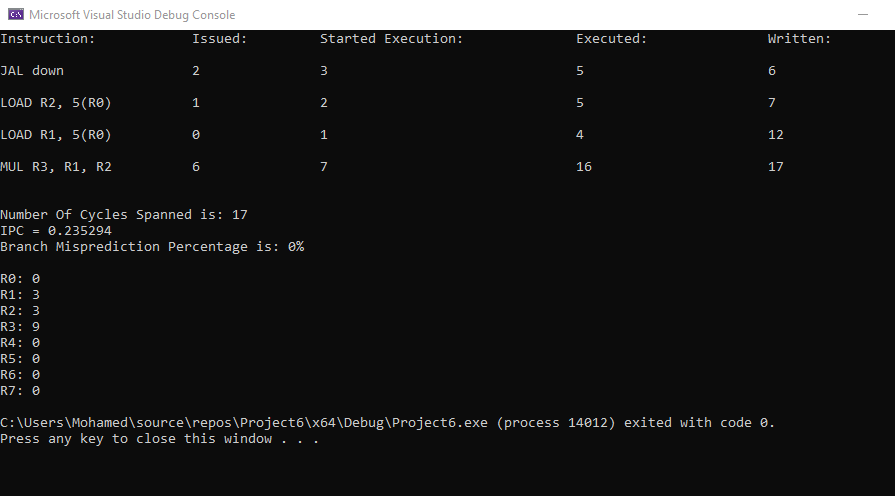 Microsoft Visual Studio Debug Console
Instruction: Issued: Started Execution: Executed: Written:
JAL down 2 3 5 6
LOAD R2, 5(R0) 1 2 5 7
LOAD R1, 5(R0) 0 1 4 12
MUL R3, R1, R2 6 7 16 17
Number Of Cycles Spanned is: 17
IPC = 0.235294
Branch Misprediction Percentage is: 0%
R0: 0
R1: 3
R2: 3
R3: 9
R4: 0
R5: 0
R6: 0
R7: 0
C:\Users\Mohamed\source\repos\Project6\x64\Debug\Project6.exe (process 14012) exited with code 0.
Press any key to close this window . . .